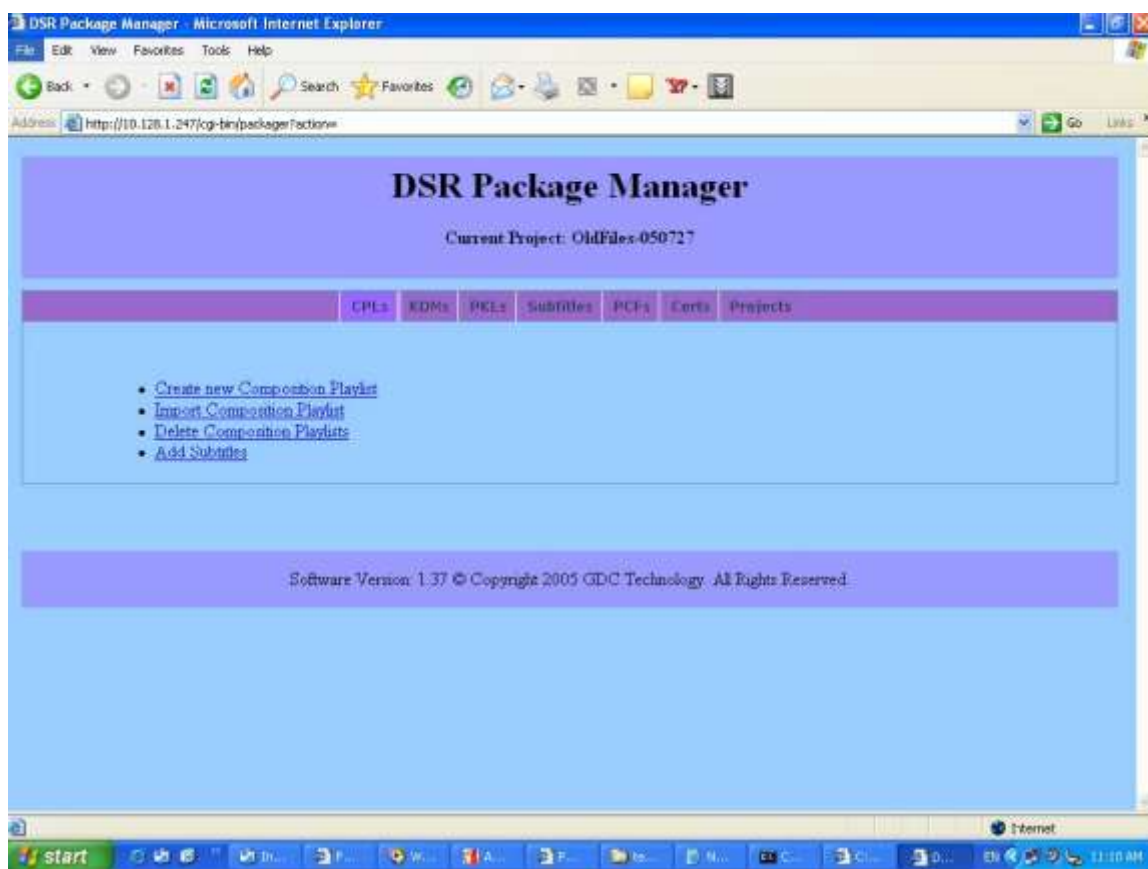 DSR Package Manager - Microsoft Internet Explorer
File Edit View Favorites Tools Help
Back Search Favorites
Address http://10.128.1.247/cgi-bin/packager?action= Go Links
DSR Package Manager
Current Project: OldFiles-050727
CPLs KDMs PKLs Subtitles PCFs Certs Projects
Create new Composition Playlist
Import Composition Playlist
Delete Composition Playlists
Add Subtitles
Software Version: 1.37 © Copyright 2005 GDC Technology. All Rights Reserved.
Internet
start EN 11:10 AM